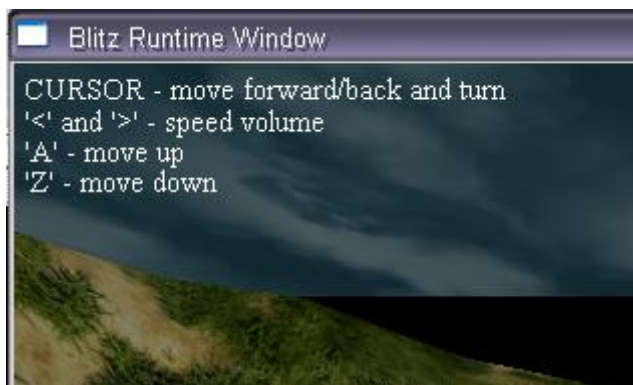 Blitz Runtime Window
CURSOR - move forward/back and turn
'<' and '>' - speed volume
'A' - move up
'Z' - move down